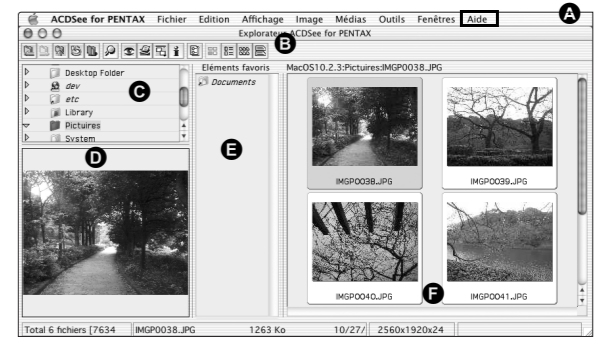 ACDSee for PENTAX Fichier Edition Affichage Image Médias Outils Fenêtres Aide A
Explorateur ACDSee for PENTAX
B
Eléments favoris MacOS10.2.3:Pictures:IMGP0038.JPG
Desktop Folder
dev
etc
Library
Pictures
System
C
Documents
D
E
IMGP0038.JPG IMGP0039.JPG
IMGP0040.JPG IMGP0041.JPG
F
Total 6 fichiers [7634 IMGP0038.JPG 1263 Ko 10/27/ 2560x1920x24